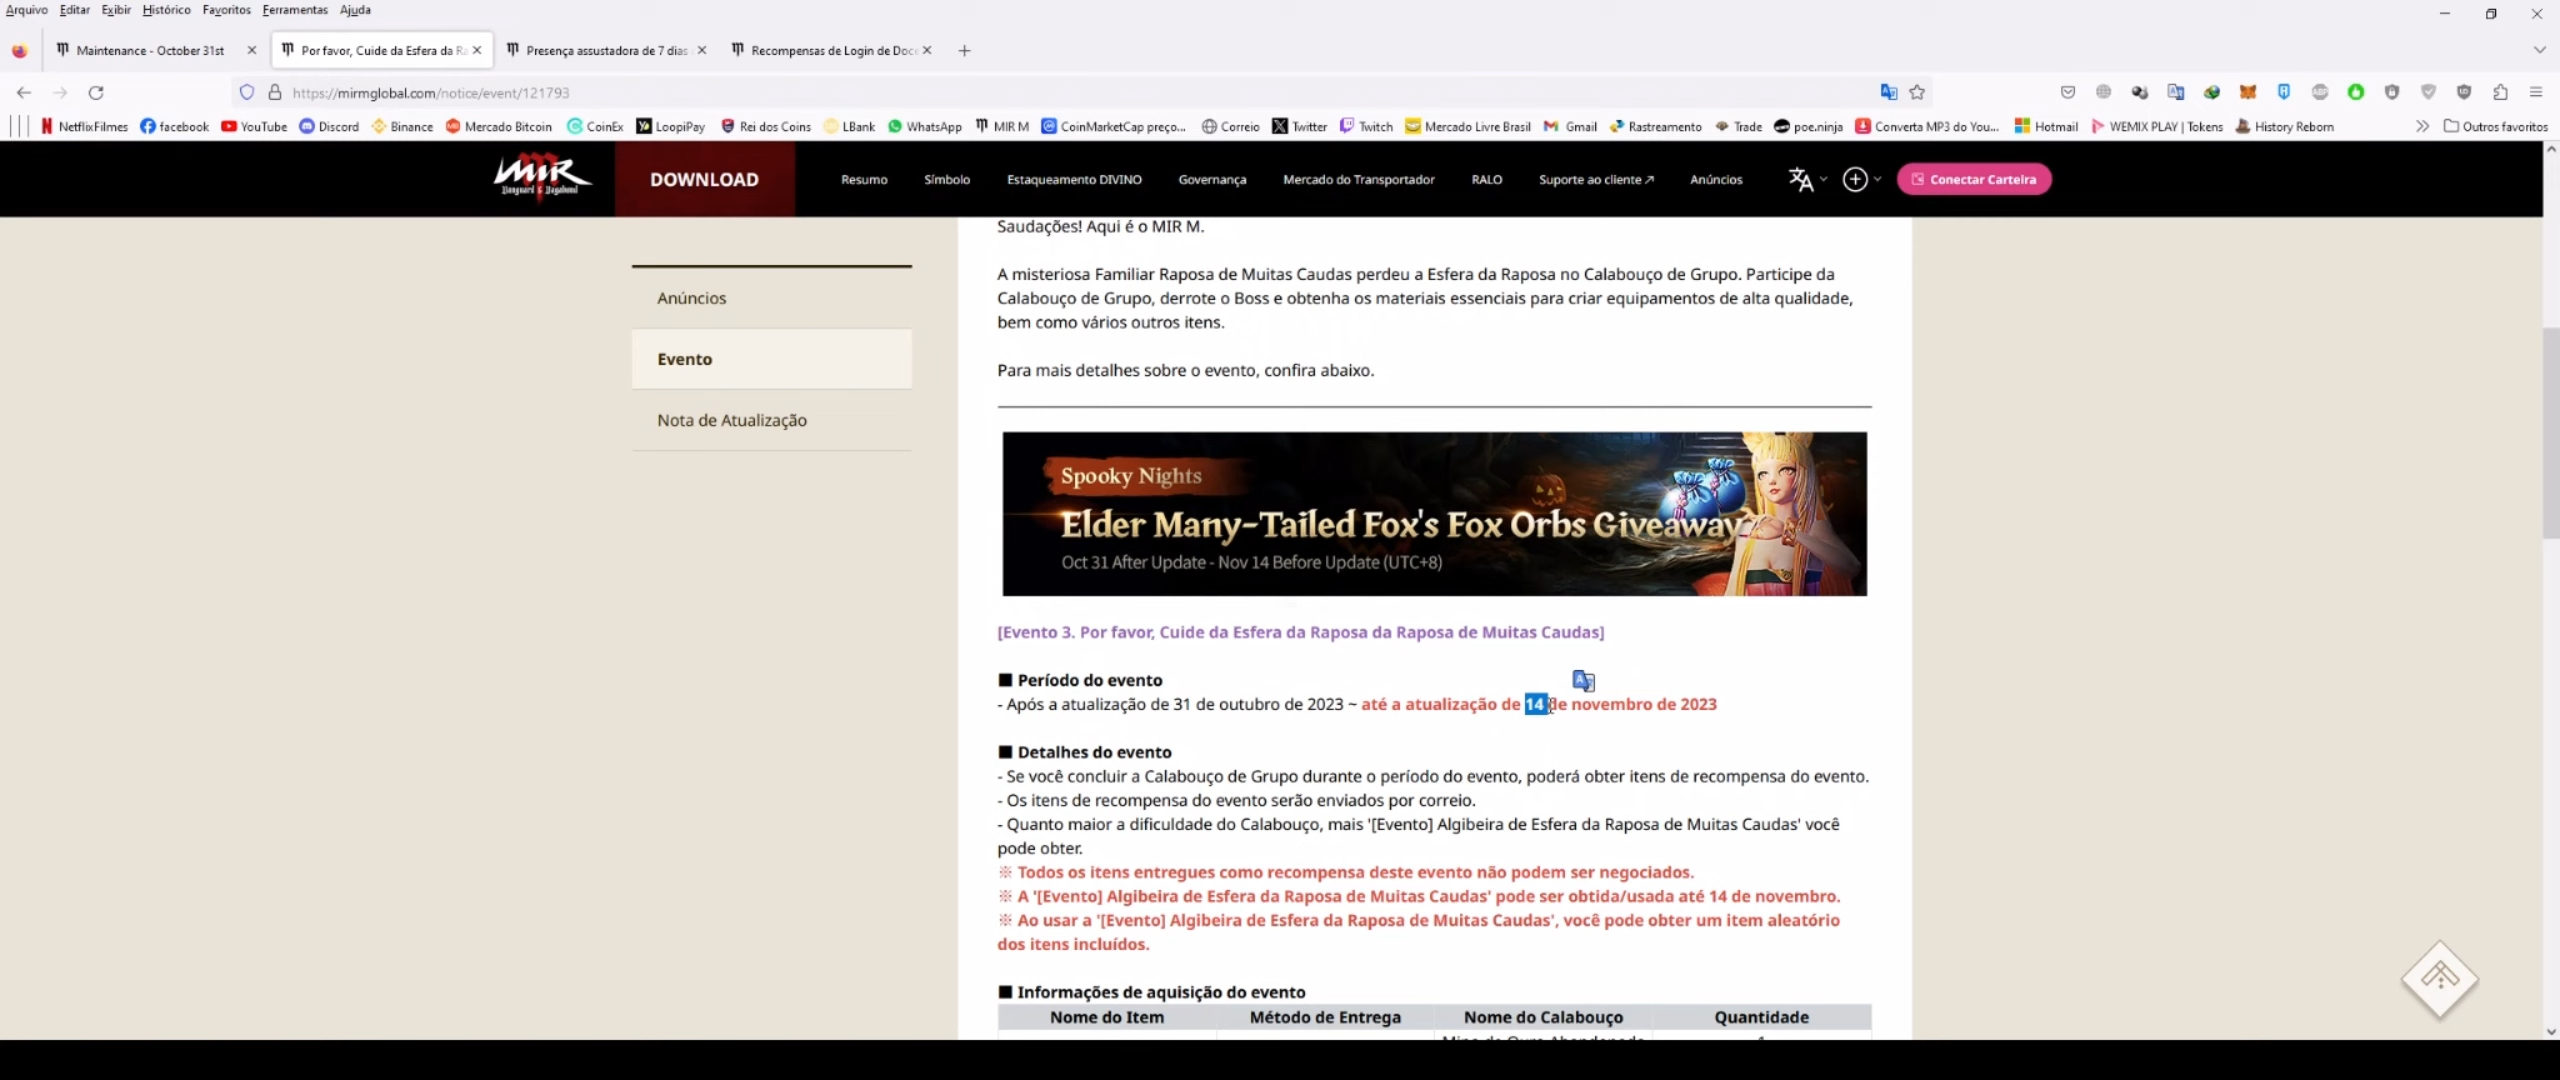 Arquivo Editar Exibir Histórico Favoritos Ferramentas Ajuda
Maintenance - October 31st
Por favor, Cuide da Esfera da Ra
Presença assustadora de 7 dias
Recompensas de Login de Doce
https://mirmglobal.com/notice/event/121793
NetflixFilmes facebook YouTube Discord Binance Mercado Bitcoin CoinEx LoopiPay Rei dos Coins LBank WhatsApp MIR M CoinMarketCap preço... Correio Twitter Twitch Mercado Livre Brasil Gmail Rastreamento Trade poe.ninja Converta MP3 do You... Hotmail WEMIX PLAY | Tokens History Reborn Outros favoritos
MIR
Vanguard & Vagabond
DOWNLOAD
Resumo Símbolo Estaqueamento DIVINO Governança Mercado do Transportador RALO Suporte ao cliente Anúncios
Conectar Carteira
Anúncios
Evento
Nota de Atualização
Saudações! Aqui é o MIR M.
A misteriosa Familiar Raposa de Muitas Caudas perdeu a Esfera da Raposa no Calabouço de Grupo. Participe da
Calabouço de Grupo, derrote o Boss e obtenha os materiais essenciais para criar equipamentos de alta qualidade,
bem como vários outros itens.
Para mais detalhes sobre o evento, confira abaixo.
Spooky Nights
Elder Many-Tailed Fox's Fox Orbs Giveaway
Oct 31 After Update - Nov 14 Before Update (UTC+8)
[Evento 3. Por favor, Cuide da Esfera da Raposa da Raposa de Muitas Caudas]
■ Período do evento
- Após a atualização de 31 de outubro de 2023 ~ até a atualização de 14 de novembro de 2023
■ Detalhes do evento
- Se você concluir a Calabouço de Grupo durante o período do evento, poderá obter itens de recompensa do evento.
- Os itens de recompensa do evento serão enviados por correio.
- Quanto maior a dificuldade do Calabouço, mais '[Evento] Algibeira de Esfera da Raposa de Muitas Caudas' você
pode obter.
※ Todos os itens entregues como recompensa deste evento não podem ser negociados.
※ A '[Evento] Algibeira de Esfera da Raposa de Muitas Caudas' pode ser obtida/usada até 14 de novembro.
※ Ao usar a '[Evento] Algibeira de Esfera da Raposa de Muitas Caudas', você pode obter um item aleatório
dos itens incluídos.
■ Informações de aquisição do evento
Nome do Item Método de Entrega Nome do Calabouço Quantidade